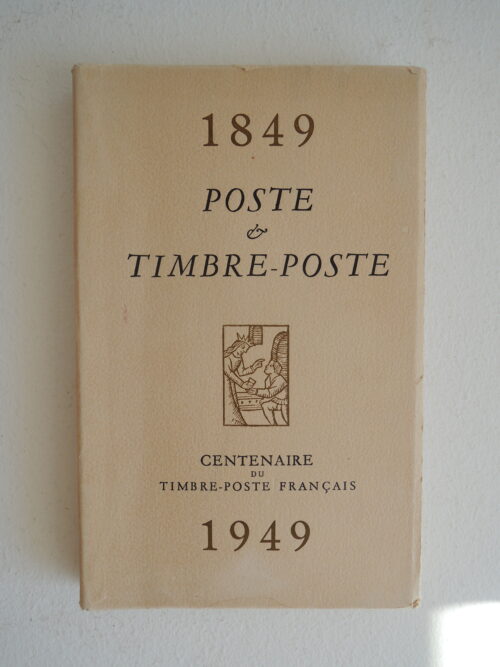 1849
POSTE
&
TIMBRE-POSTE
CENTENAIRE
DU
TIMBRE-POSTE FRANÇAIS
1949